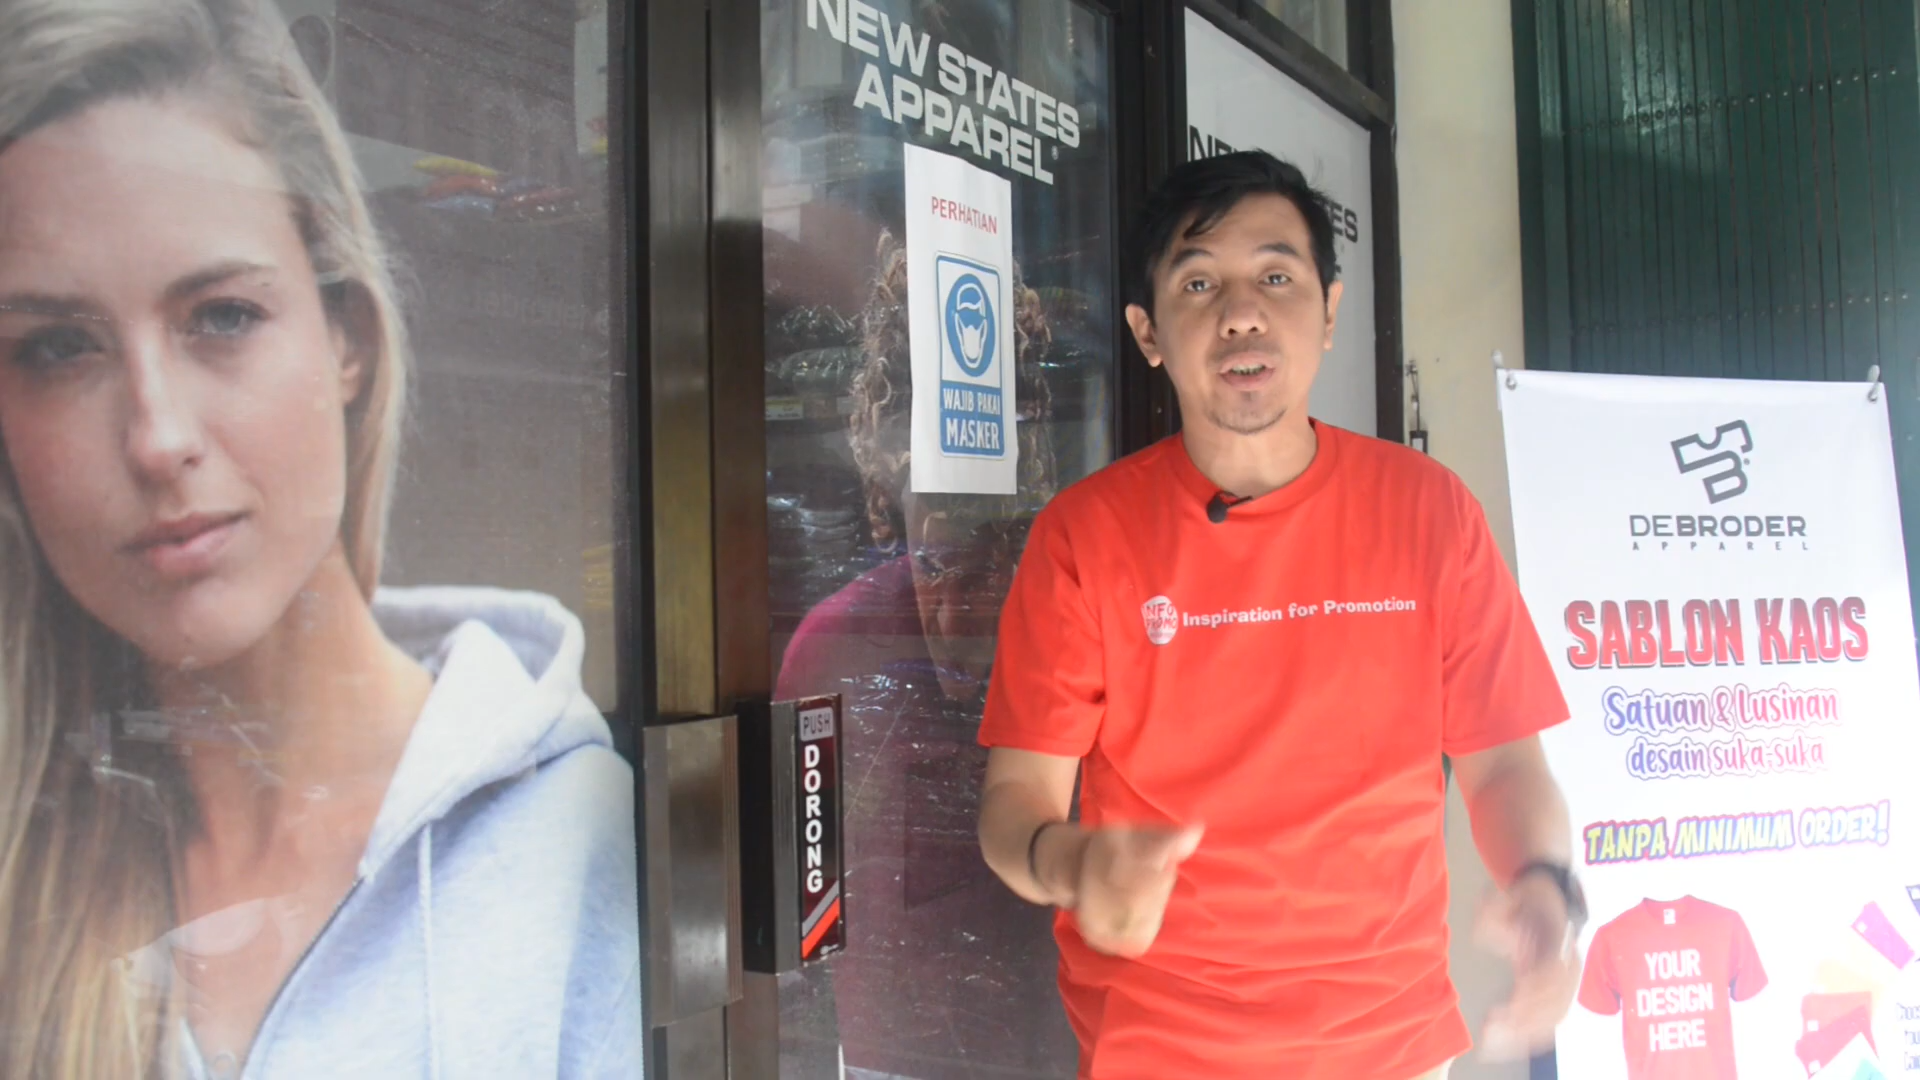 NEW STATES
APPAREL
PERHATIAN
WAJIB PAKAI
MASKER
PUSH
DORONG
Inspiration for Promotion
DEBRODER
APPAREL
SABLON KAOS
Satuan & Lusinan
desain suka-suka
TANPA MINIMUM ORDER!
YOUR
DESIGN
HERE